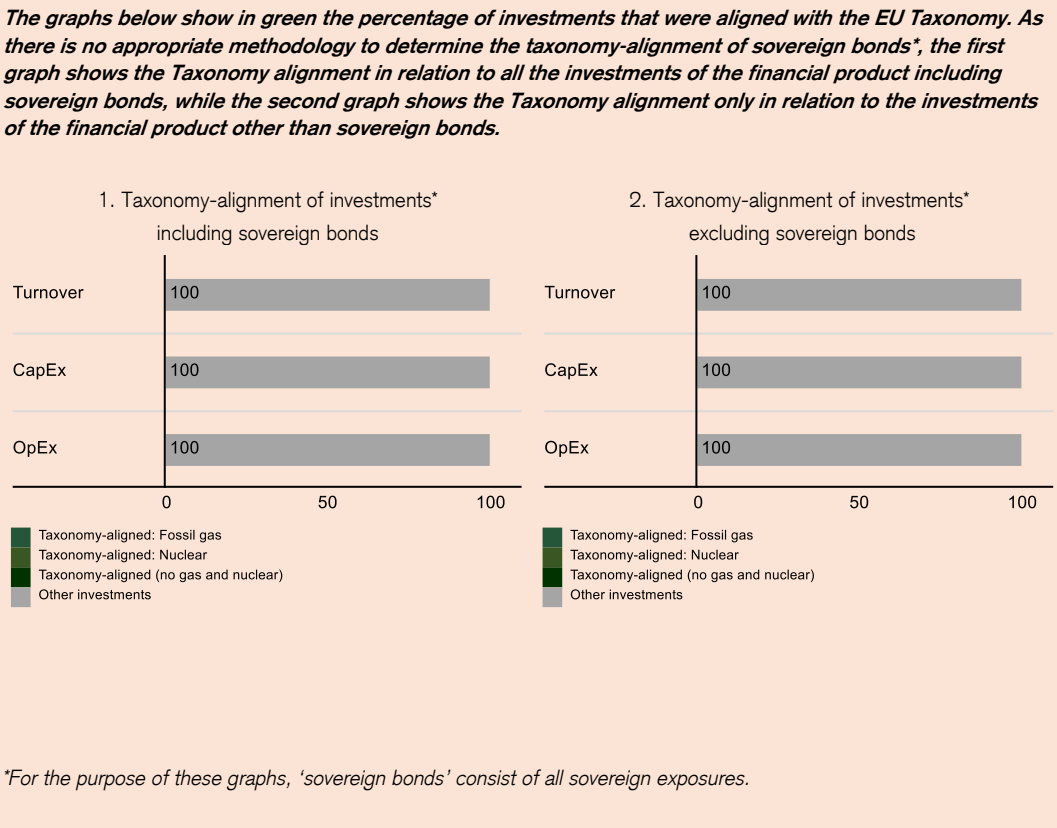 The graphs below show in green the percentage of investments that were aligned with the EU Taxonomy. As
there is no appropriate methodology to determine the taxonomy-alignment of sovereign bonds*, the first
graph shows the Taxonomy alignment in relation to all the investments of the financial product including
sovereign bonds, while the second graph shows the Taxonomy alignment only in relation to the investments
of the financial product other than sovereign bonds.
1. Taxonomy-alignment of investments*
including sovereign bonds
Turnover
100
CapEx
100
OpEx
100
0 50 100
Taxonomy-aligned: Fossil gas
Taxonomy-aligned: Nuclear
Taxonomy-aligned (no gas and nuclear)
Other investments
2. Taxonomy-alignment of investments*
excluding sovereign bonds
Turnover
100
CapEx
100
OpEx
100
0 50 100
Taxonomy-aligned: Fossil gas
Taxonomy-aligned: Nuclear
Taxonomy-aligned (no gas and nuclear)
Other investments
*For the purpose of these graphs, ‘sovereign bonds’ consist of all sovereign exposures.